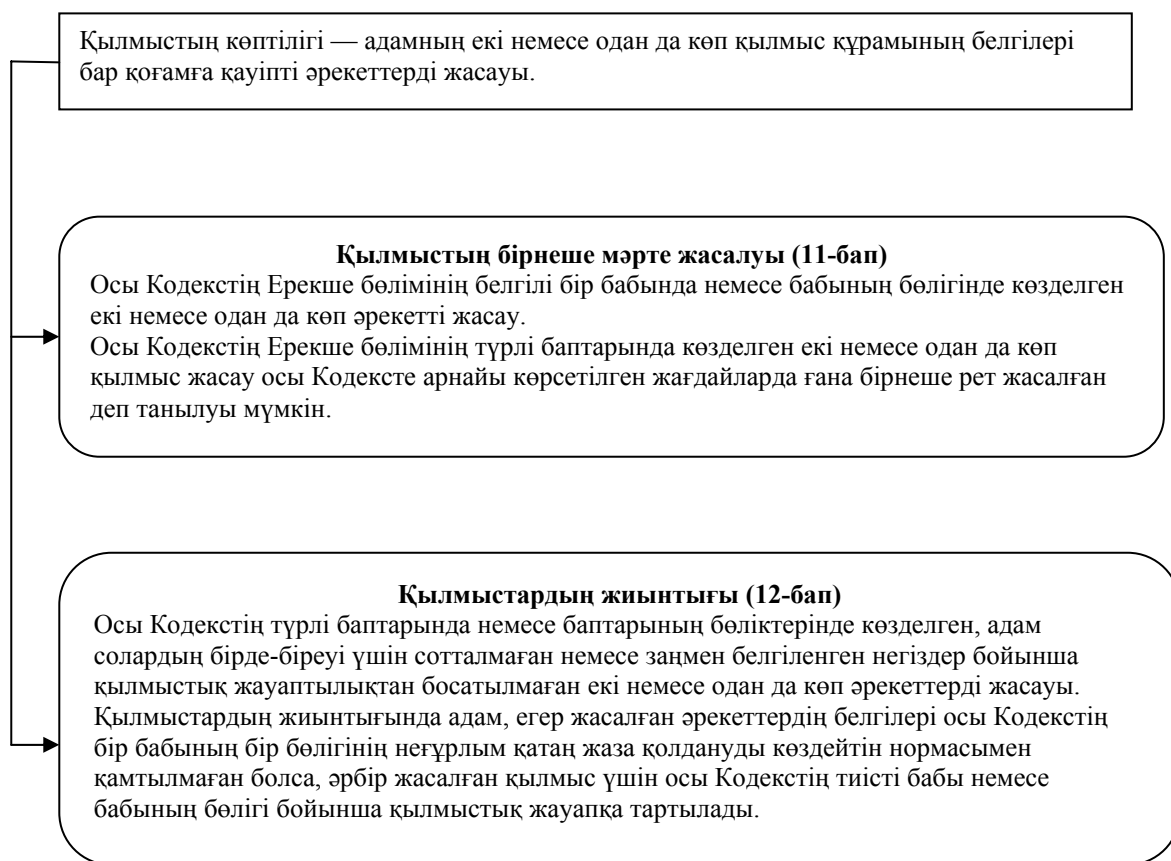 Қылмыстың көптілігі — адамның екі немесе одан да көп қылмыс құрамының белгілері
бар қоғамға қауіпті әрекеттерді жасауы.
Қылмыстың бірнеше мәрте жасалуы (11-бап)
Осы Кодекстің Ерекше бөлімінің белгілі бір бабында немесе бабының бөлігінде көзделген
екі немесе одан да көп әрекетті жасау.
Осы Кодекстің Ерекше бөлімінің түрлі баптарында көзделген екі немесе одан да көп
қылмыс жасау осы Кодексте арнайы көрсетілген жағдайларда ғана бірнеше рет жасалған
деп танылуы мүмкін.
Қылмыстардың жиынтығы (12-бап)
Осы Кодекстің түрлі баптарында немесе баптарының бөліктерінде көзделген, адам
солардың бірде-біреуі үшін сотталмаған немесе заңмен белгіленген негіздер бойынша
қылмыстық жауаптылықтан босатылмаған екі немесе одан да көп әрекеттерді жасауы.
Қылмыстардың жиынтығында адам, егер жасалған әрекеттердің белгілері осы Кодекстің
бір бабының бір бөлігінің неғұрлым қатаң жаза қолдануды көздейтін нормасымен
қамтылмаған болса, әрбір жасалған қылмыс үшін осы Кодекстің тиісті бабы немесе
бабының бөлігі бойынша қылмыстық жауапқа тартылады.